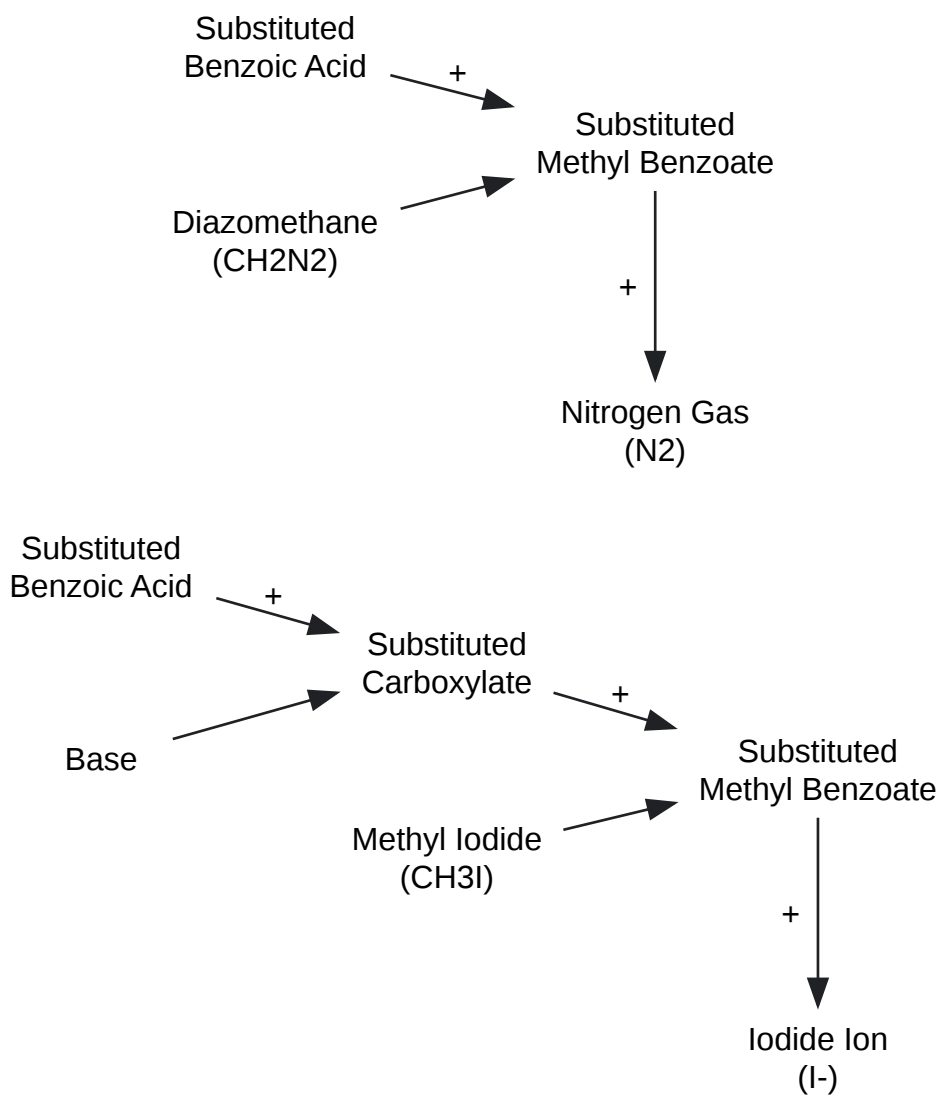 Substituted
Benzoic Acid
+
Substituted
Methyl Benzoate
Diazomethane
(CH2N2)
+
Nitrogen Gas
(N2)
Substituted
Benzoic Acid
+
Substituted
Carboxylate
+
Base
Substituted
Methyl Benzoate
Methyl Iodide
(CH3I)
+
Iodide Ion
(I-)